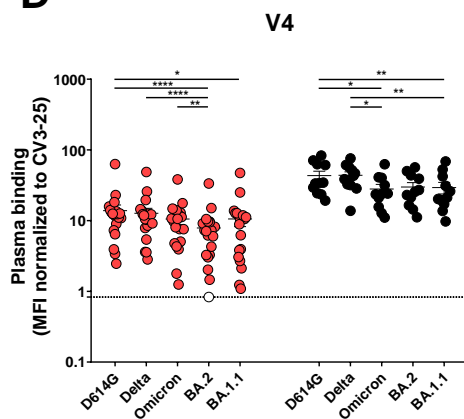 D
V4
Plasma binding
(MFI normalized to CV3-25)
1000
100
10
1
0.1
*
****
****
**
**
*
**
*
D614G
Delta
Omicron
BA.2
BA.1.1
D614G
Delta
Omicron
BA.2
BA.1.1